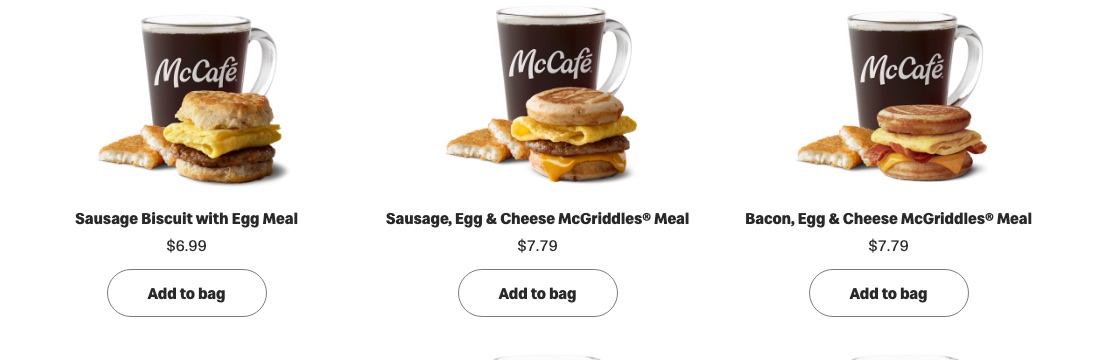 McCafé McCafé McCafé
Sausage Biscuit with Egg Meal
$6.99
Add to bag
Sausage, Egg & Cheese McGriddles® Meal
$7.79
Add to bag
Bacon, Egg & Cheese McGriddles® Meal
$7.79
Add to bag